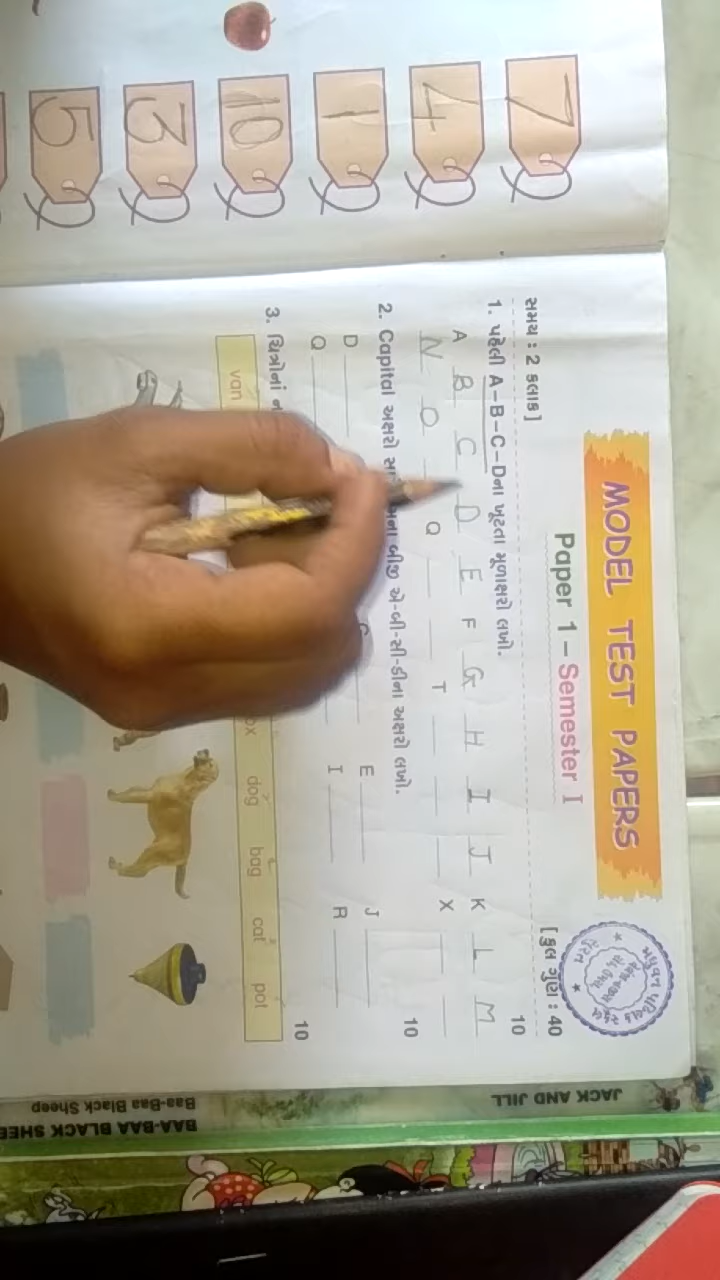 7
4
1
10
3
5
MODEL TEST PAPERS
Paper 1 – Semester I
સમય : 2 કલાક] [કુલ ગુણ : 40
1. પહેલી A-B-C-Dના ખૂટતા મૂળાક્ષરો લખો. 10
A B C D E F G H I J K L M
N O Q T X
2. Capital અક્ષરો બીજી એ-બી-સી-ડીના અક્ષરો લખો. 10
D E J
Q I R
3. ચિત્રોનાં 10
van dog bag cat pot
JACK AND JILL
Baa-Baa Black Sheep
BAA-BAA BLACK SHEE